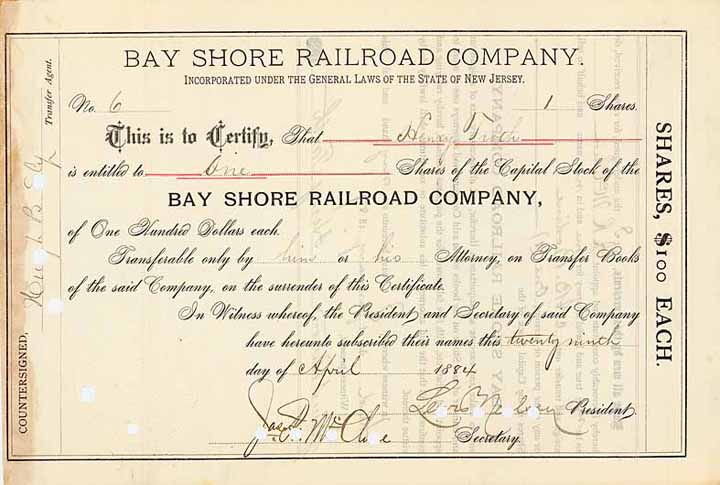 BAY SHORE RAILROAD COMPANY.
INCORPORATED UNDER THE GENERAL LAWS OF THE STATE OF NEW JERSEY.
No. 6 1 Shares.
This is to Certify, That Henry
is entitled to One Shares of the Capital Stock of the
BAY SHORE RAILROAD COMPANY,
of One Hundred Dollars each.
Transferable only by him or his Attorney, on Transfer Books
of the said Company, on the surrender of this Certificate.
In Witness whereof, the President and Secretary of said Company
have hereunto subscribed their names this twenty ninth
day of April 1884
President
Secretary.
COUNTERSIGNED,
Transfer Agent.
SHARES, $100 EACH.